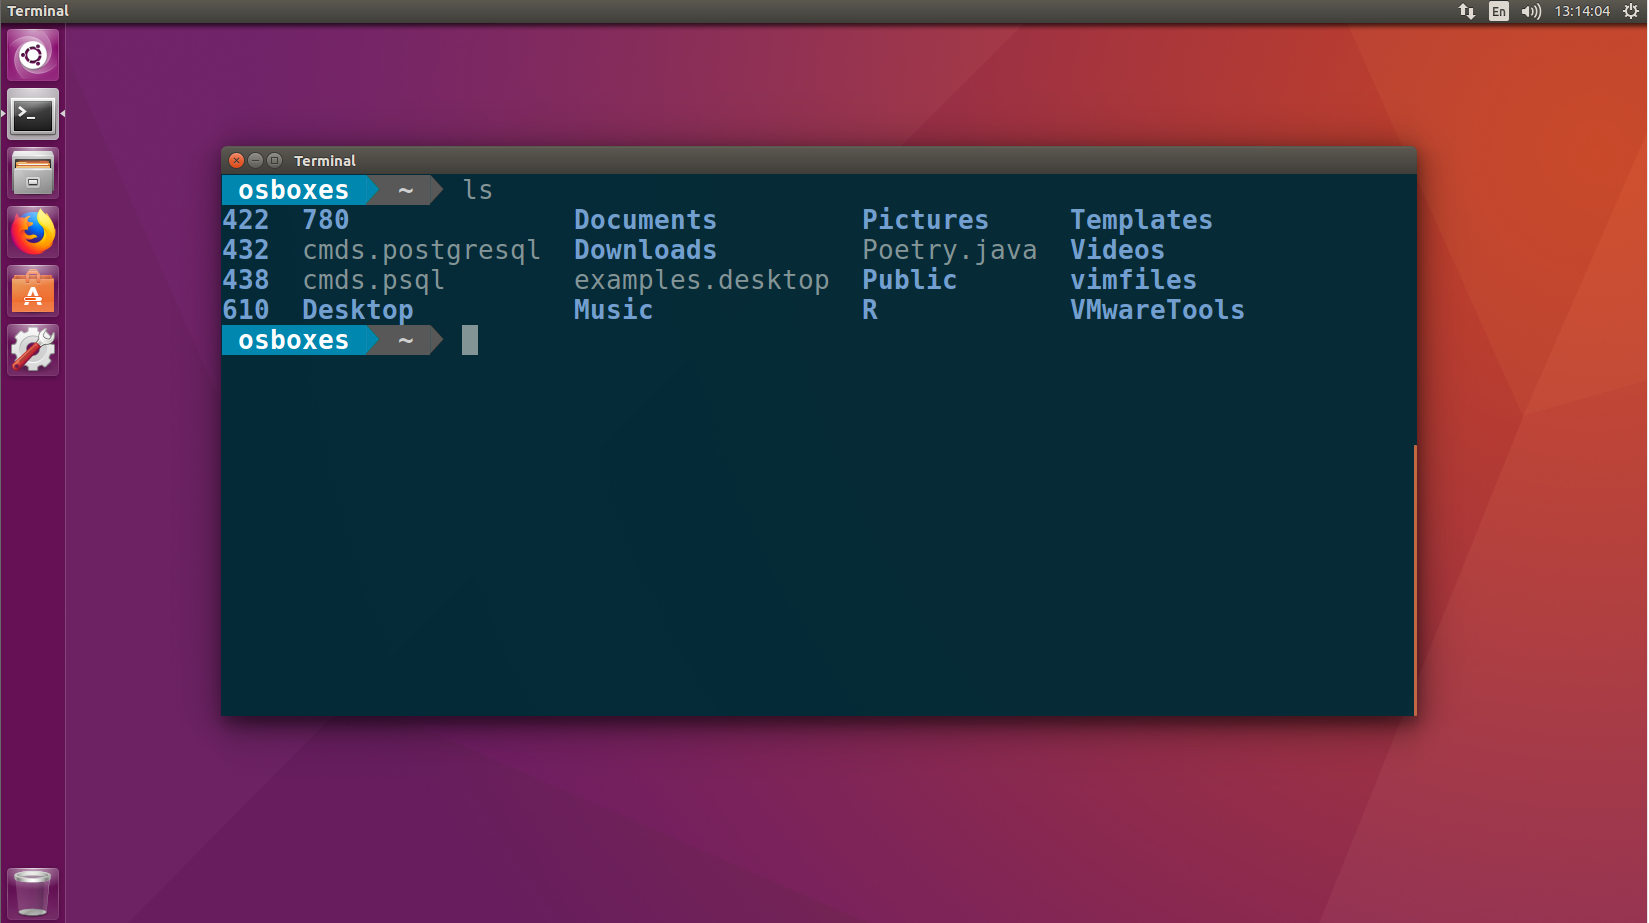 Terminal
En
13:14:04
Terminal
osboxes ~ ls
422 780 Documents Pictures Templates
432 cmds.postgresql Downloads Poetry.java Videos
438 cmds.psql examples.desktop Public vimfiles
610 Desktop Music R VMwareTools
osboxes ~